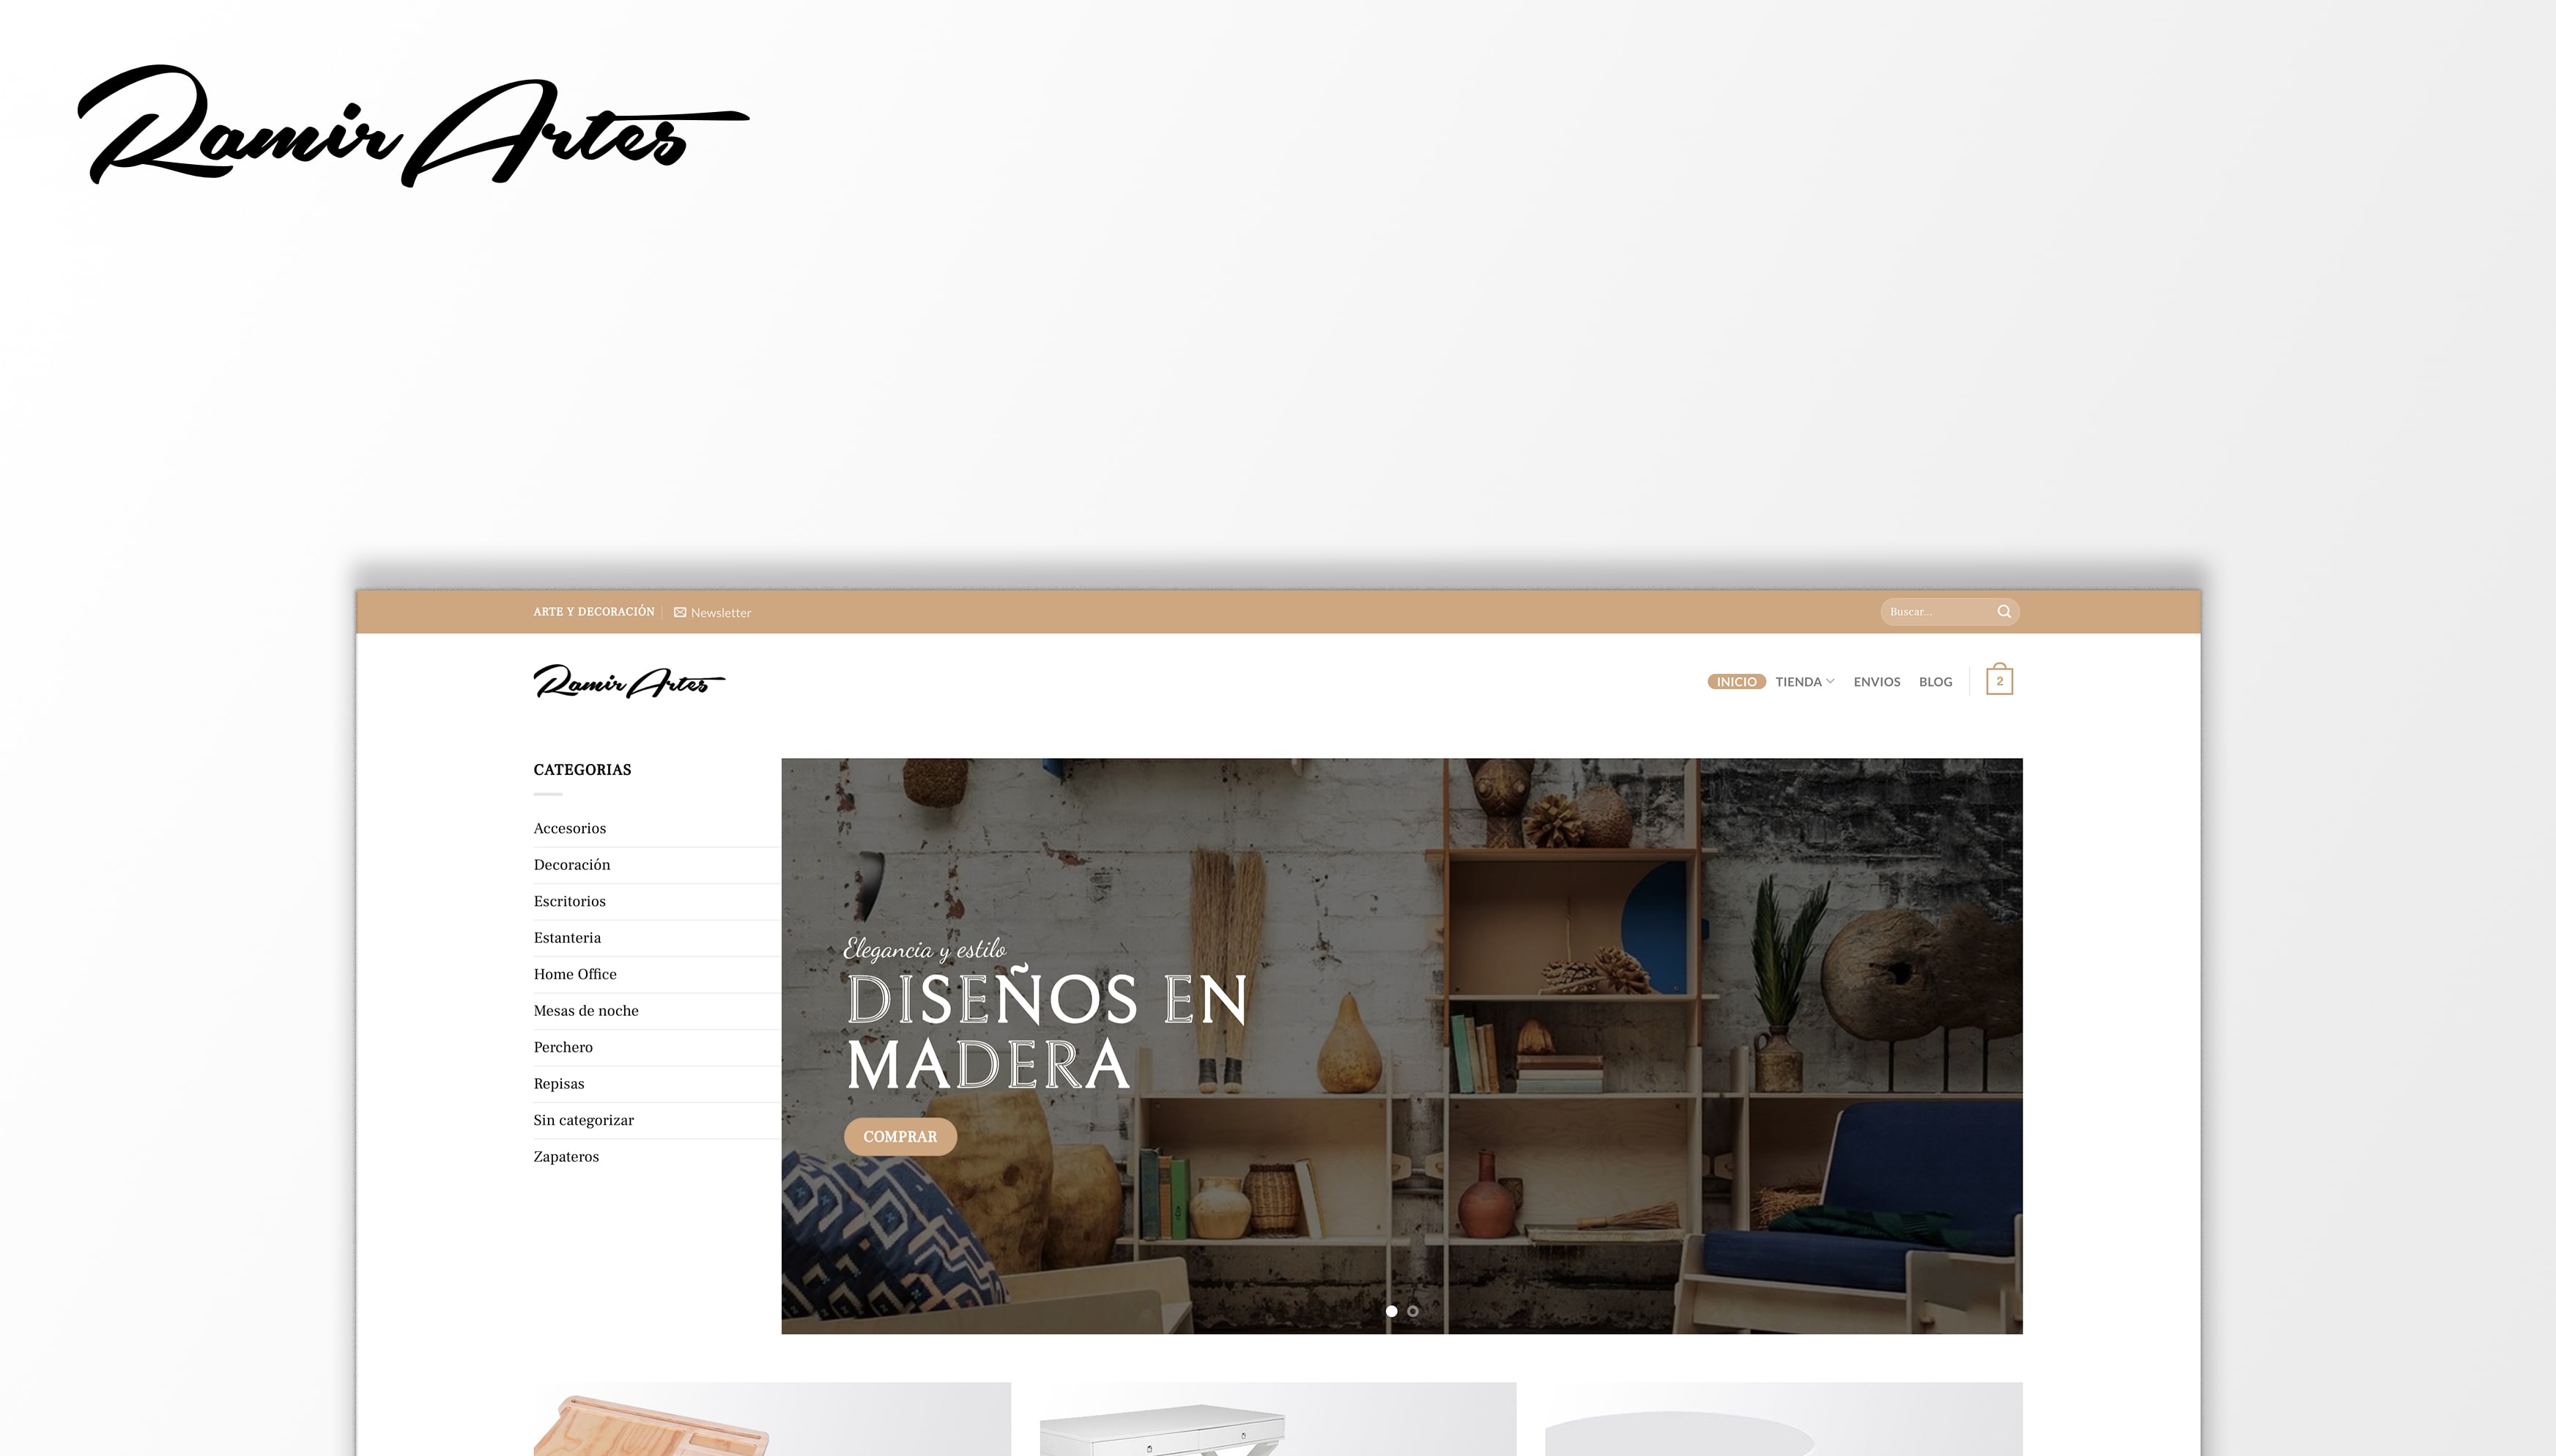 Ramir Artes
ARTE Y DECORACIÓN Newsletter Buscar...
Ramir Artes
INICIO TIENDA ENVIOS BLOG 2
CATEGORIAS
Accesorios
Decoración
Escritorios
Estanteria
Home Office
Mesas de noche
Perchero
Repisas
Sin categorizar
Zapateros
Elegancia y estilo
DISEÑOS EN
MADERA
COMPRAR